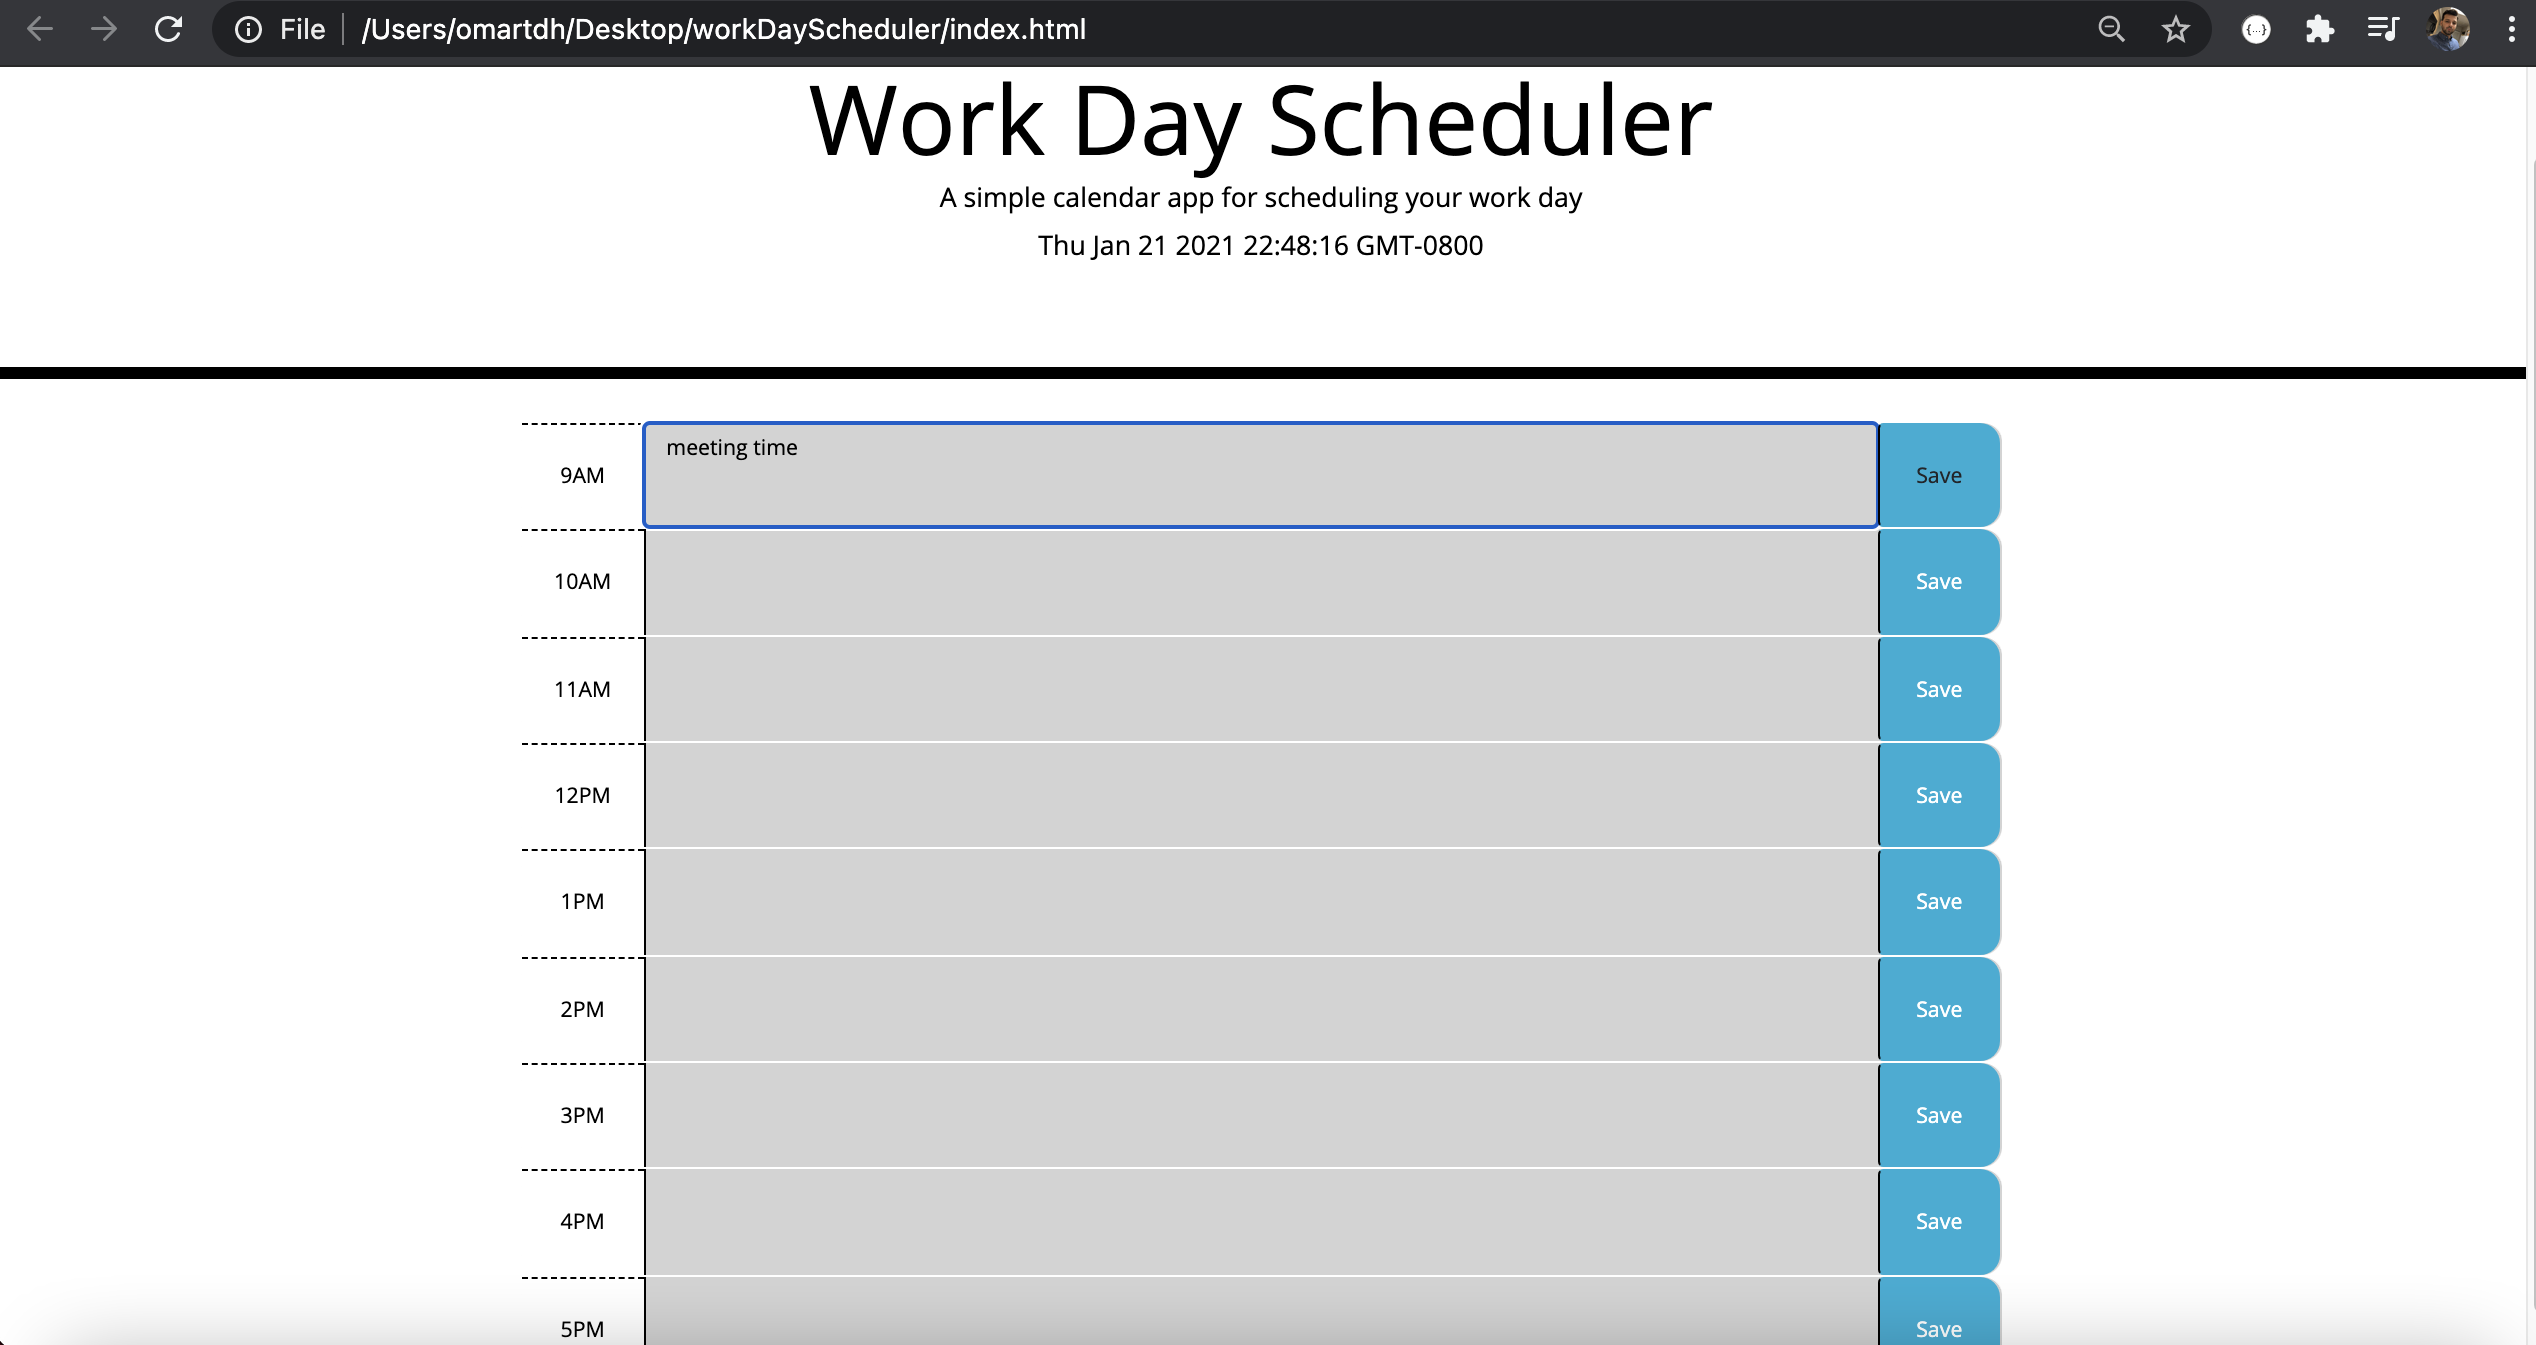 File /Users/omartdh/Desktop/workDayScheduler/index.html
{...}
Work Day Scheduler
A simple calendar app for scheduling your work day
Thu Jan 21 2021 22:48:16 GMT-0800
9AM meeting time Save
10AM Save
11AM Save
12PM Save
1PM Save
2PM Save
3PM Save
4PM Save
5PM Save